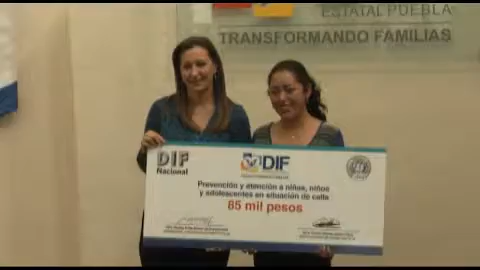 ESTATAL PUEBLA
TRANSFORMANDO FAMILIAS
DIF
Nacional
DIF
Prevención y atención a niñas, niños
y adolescentes en situación de calle
85 mil pesos